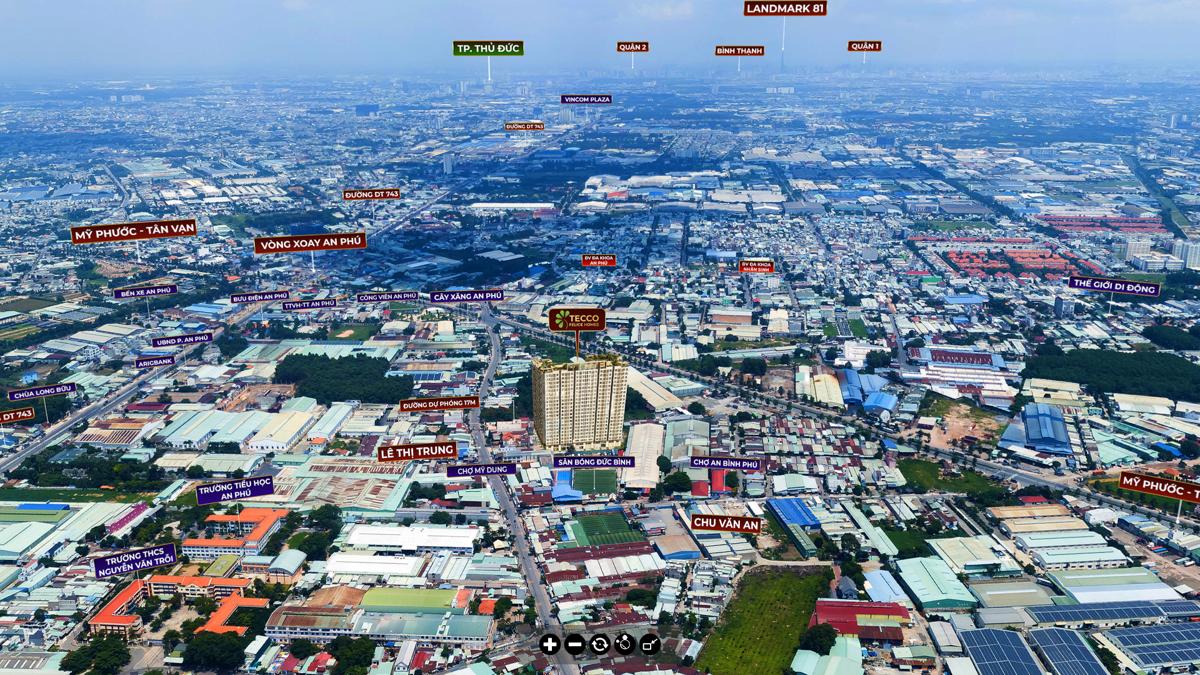 LANDMARK 81
TP. THỦ ĐỨC
QUẬN 2
BÌNH THẠNH
QUẬN 1
VINCOM PLAZA
ĐƯỜNG DT 743
ĐƯỜNG DT 743
MỸ PHƯỚC - TÂN VẠN
VÒNG XOAY AN PHÚ
BV ĐA KHOA
AN PHÚ
BV ĐA KHOA
NHÂN SINH
THẾ GIỚI DI ĐỘNG
BẾN XE AN PHÚ
BƯU ĐIỆN AN PHÚ
TTVH-TT AN PHÚ
CÔNG VIÊN AN PHÚ
CÂY XĂNG AN PHÚ
TECCO
FELICE HOMES
UBND P. AN PHÚ
ARIGBANK
CHÙA LONG BỬU
DT 743
ĐƯỜNG DỰ PHÒNG 17M
LÊ THỊ TRUNG
CHỢ MỸ DUNG
SÂN BÓNG ĐỨC BÌNH
CHỢ AN BÌNH PHÚ
TRƯỜNG TIỂU HỌC
AN PHÚ
MỸ PHƯỚC -
CHU VĂN AN
TRƯỜNG THCS
NGUYỄN VĂN TRỖI